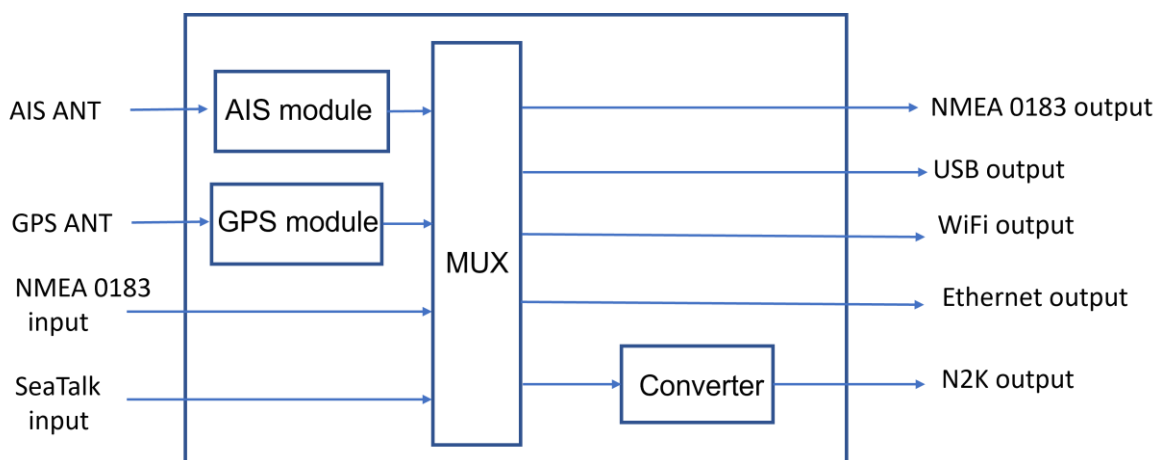 AIS ANT
AIS module
NMEA 0183 output
USB output
GPS ANT
GPS module
WiFi output
MUX
NMEA 0183
input
Ethernet output
SeaTalk
input
Converter
N2K output